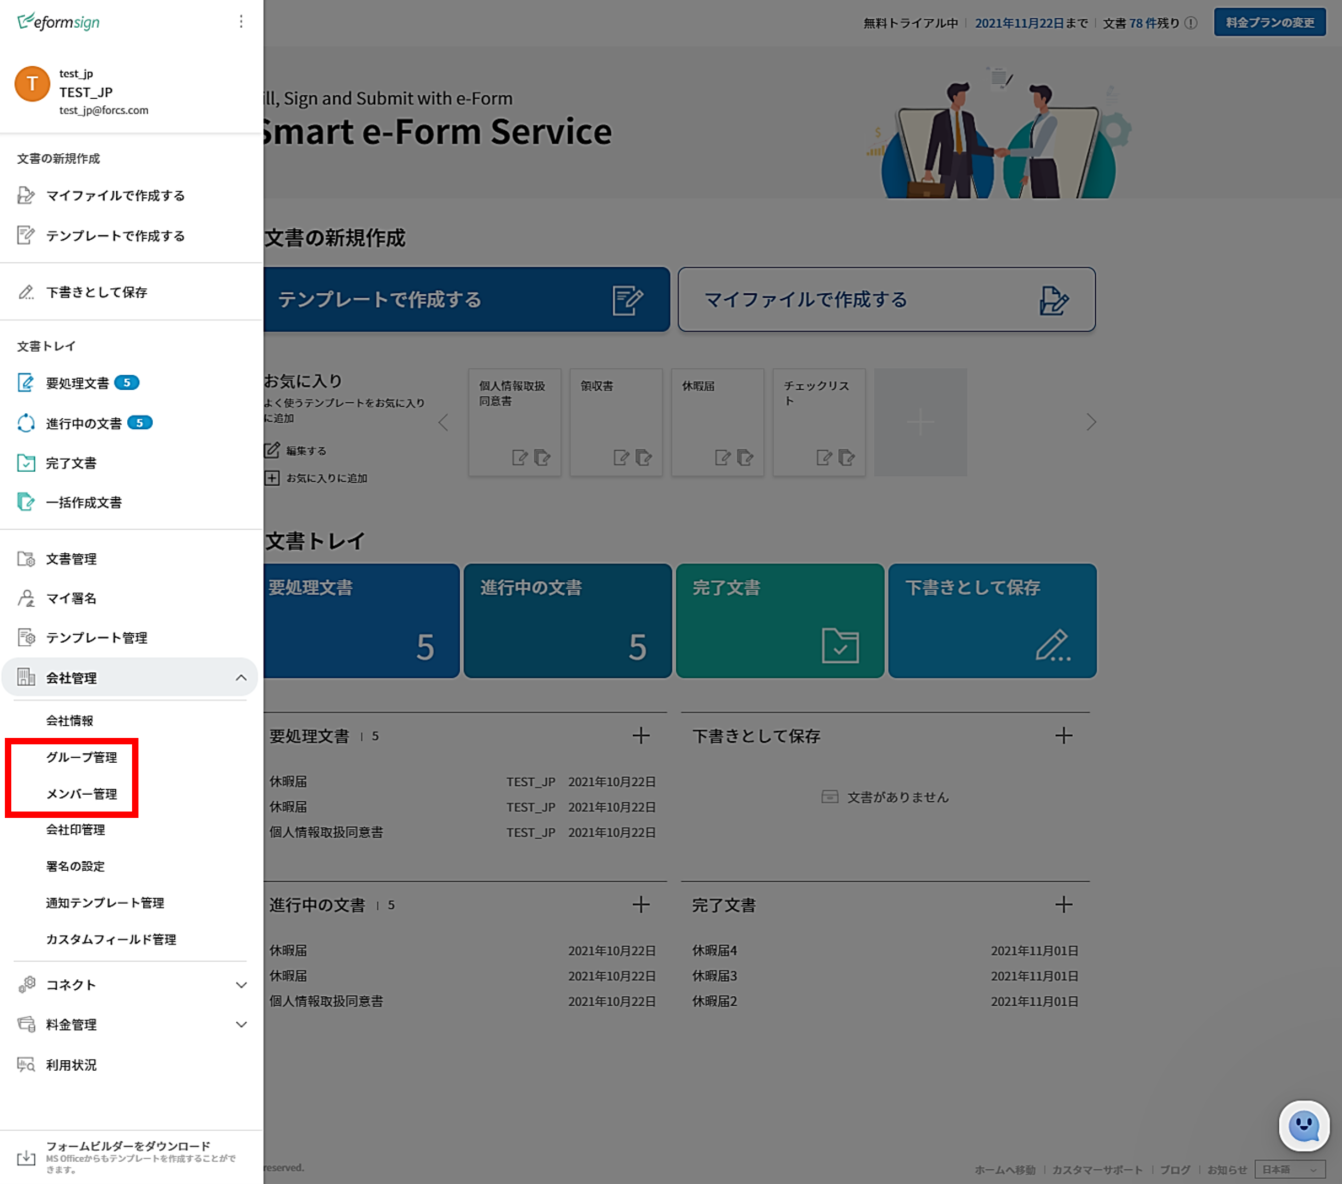 eformsign
T
test_jp
TEST_JP
test_jp@forcs.com
文書の新規作成
マイファイルで作成する
テンプレートで作成する
下書きとして保存
文書トレイ
要処理文書 5
進行中の文書 5
完了文書
一括作成文書
文書管理
マイ署名
テンプレート管理
会社管理
会社情報
グループ管理
メンバー管理
会社印管理
署名の設定
通知テンプレート管理
カスタムフィールド管理
コネクト
料金管理
利用状況
フォームビルダーをダウンロード
MS Officeからもテンプレートを作成することがで
きます。
無料トライアル中 | 2021年11月22日まで | 文書 78 件残り
料金プランの変更
ill, Sign and Submit with e-Form
Smart e-Form Service
文書の新規作成
テンプレートで作成する
マイファイルで作成する
お気に入り
よく使うテンプレートをお気に入り
に追加
編集する
お気に入りに追加
個人情報取扱
同意書
領収書
休暇届
チェックリス
ト
文書トレイ
要処理文書
5
進行中の文書
5
完了文書
下書きとして保存
要処理文書 | 5
休暇届 TEST_JP 2021年10月22日
休暇届 TEST_JP 2021年10月22日
個人情報取扱同意書 TEST_JP 2021年10月22日
下書きとして保存
文書がありません
進行中の文書 | 5
休暇届 2021年10月22日
休暇届 2021年10月22日
個人情報取扱同意書 2021年10月22日
完了文書
休暇届4 2021年11月01日
休暇届3 2021年11月01日
休暇届2 2021年11月01日
reserved.
ホームへ移動 | カスタマーサポート | ブログ | お知らせ
日本語